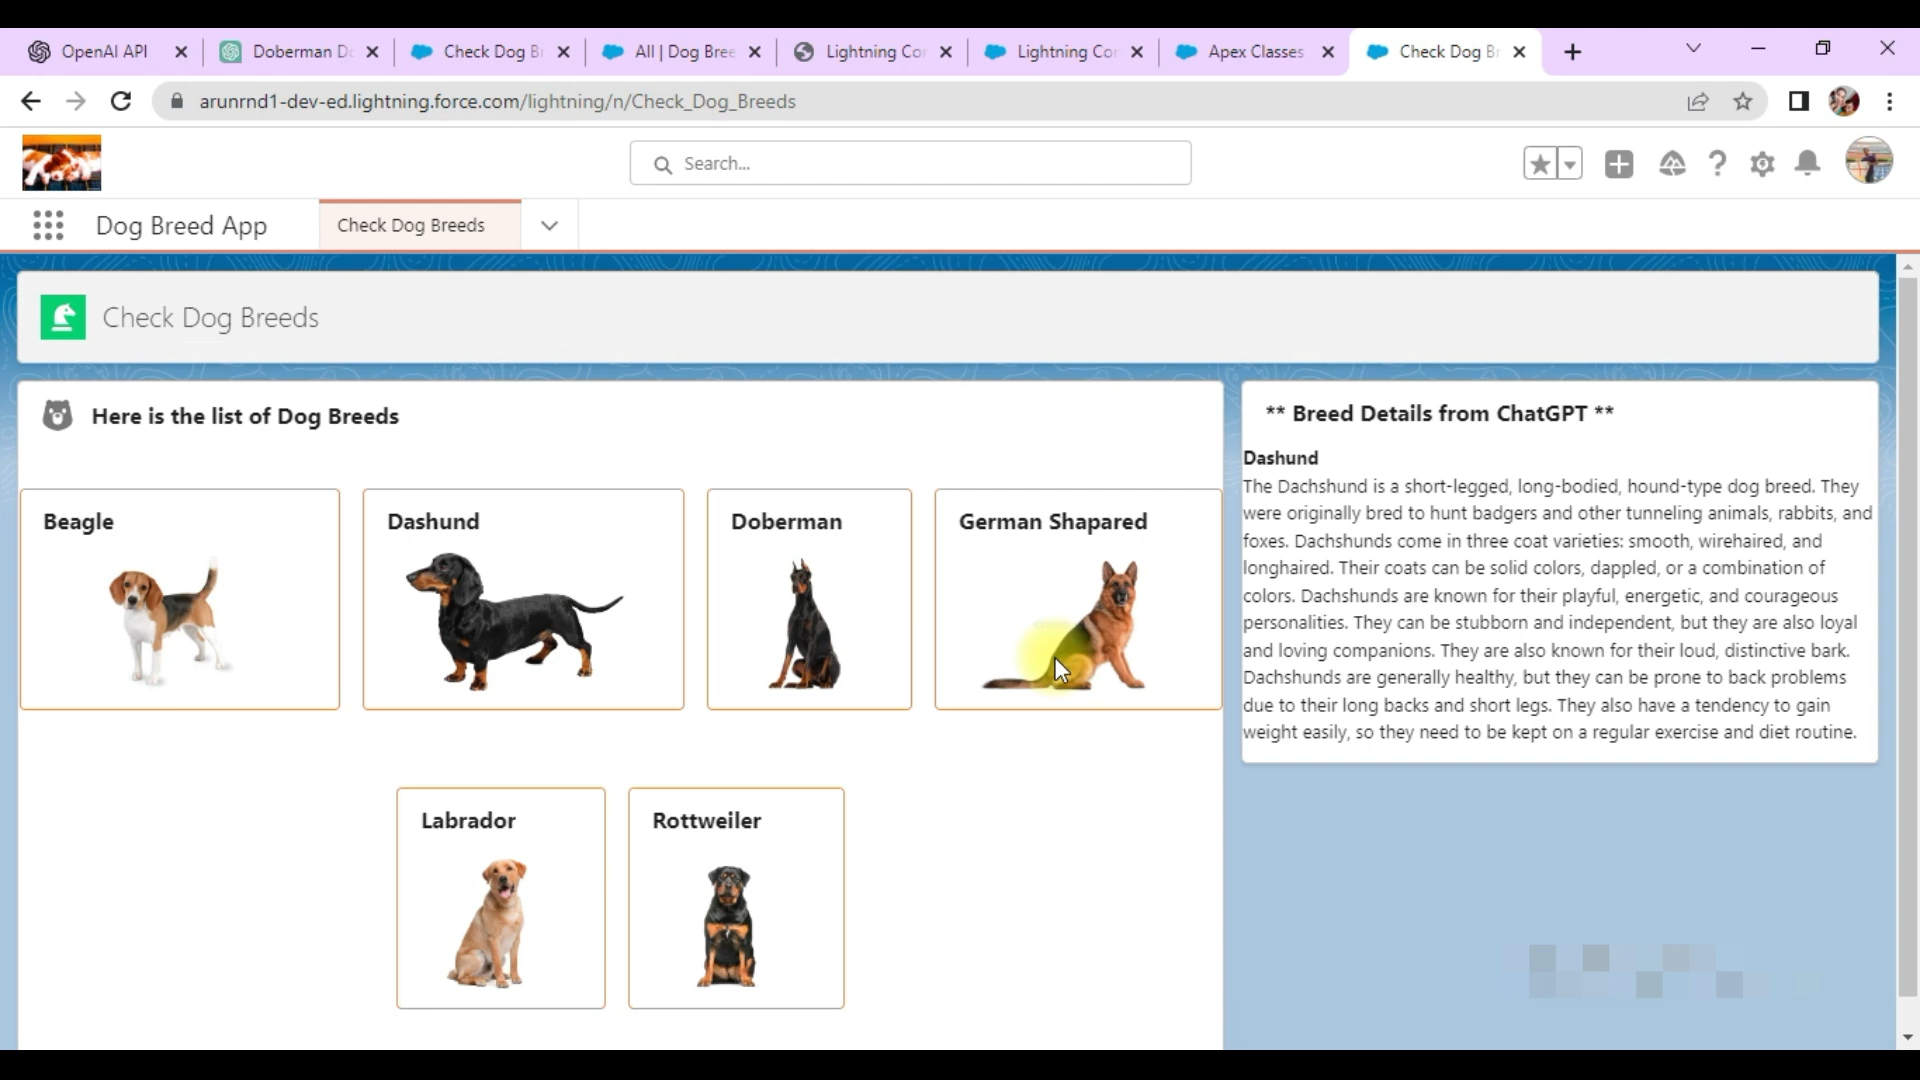 OpenAI API
Doberman Do
Check Dog Br
All | Dog Bree
Lightning Cor
Lightning Cor
Apex Classes
Check Dog Br
arunrnd1-dev-ed.lightning.force.com/lightning/n/Check_Dog_Breeds
Search...
Dog Breed App
Check Dog Breeds
Check Dog Breeds
Here is the list of Dog Breeds
Beagle
Dashund
Doberman
German Shapared
Labrador
Rottweiler
** Breed Details from ChatGPT **
Dashund
The Dachshund is a short-legged, long-bodied, hound-type dog breed. They
were originally bred to hunt badgers and other tunneling animals, rabbits, and
foxes. Dachshunds come in three coat varieties: smooth, wirehaired, and
longhaired. Their coats can be solid colors, dappled, or a combination of
colors. Dachshunds are known for their playful, energetic, and courageous
personalities. They can be stubborn and independent, but they are also loyal
and loving companions. They are also known for their loud, distinctive bark.
Dachshunds are generally healthy, but they can be prone to back problems
due to their long backs and short legs. They also have a tendency to gain
weight easily, so they need to be kept on a regular exercise and diet routine.